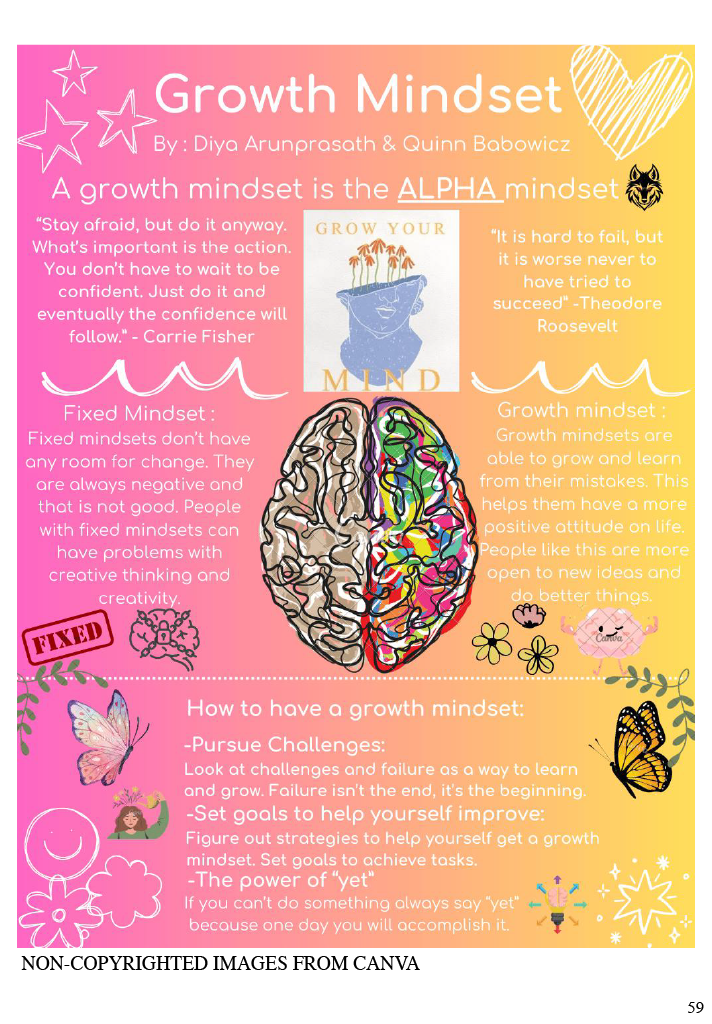 Growth Mindset
By : Diya Arunprasath & Quinn Babowicz
A growth mindset is the ALPHA mindset
“Stay afraid, but do it anyway.
What’s important is the action.
You don’t have to wait to be
confident. Just do it and
eventually the confidence will
follow.” - Carrie Fisher
GROW YOUR
MIND
“It is hard to fail, but
it is worse never to
have tried to
succeed” -Theodore
Roosevelt
Fixed Mindset :
Fixed mindsets don’t have
any room for change. They
are always negative and
that is not good. People
with fixed mindsets can
have problems with
creative thinking and
creativity.
FIXED
Growth mindset :
Growth mindsets are
able to grow and learn
from their mistakes. This
helps them have a more
positive attitude on life.
People like this are more
open to new ideas and
do better things.
Canva
How to have a growth mindset:
-Pursue Challenges:
Look at challenges and failure as a way to learn
and grow. Failure isn’t the end, it’s the beginning.
-Set goals to help yourself improve:
Figure out strategies to help yourself get a growth
mindset. Set goals to achieve tasks.
-The power of “yet”
If you can’t do something always say “yet”
because one day you will accomplish it.
NON-COPYRIGHTED IMAGES FROM CANVA
59